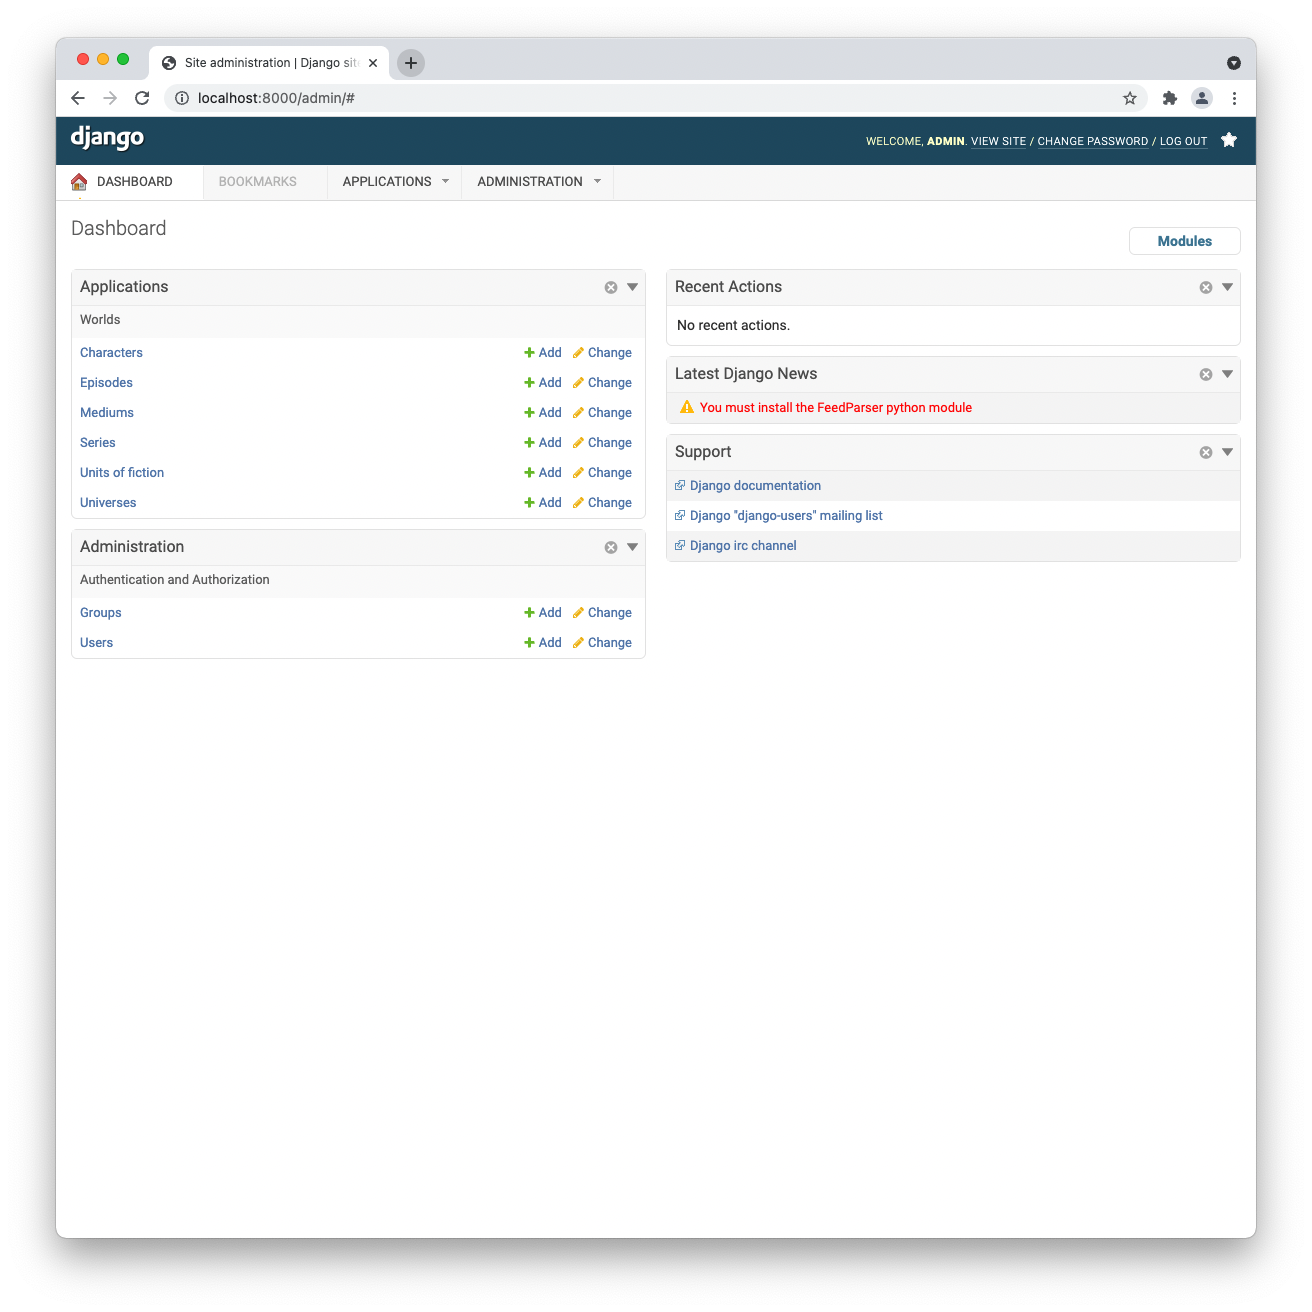 Site administration | Django sit
localhost:8000/admin/#
django
WELCOME, ADMIN. VIEW SITE / CHANGE PASSWORD / LOG OUT
DASHBOARD BOOKMARKS APPLICATIONS ADMINISTRATION
Dashboard
Modules
Applications
Worlds
Characters Add Change
Episodes Add Change
Mediums Add Change
Series Add Change
Units of fiction Add Change
Universes Add Change
Administration
Authentication and Authorization
Groups Add Change
Users Add Change
Recent Actions
No recent actions.
Latest Django News
You must install the FeedParser python module
Support
Django documentation
Django "django-users" mailing list
Django irc channel